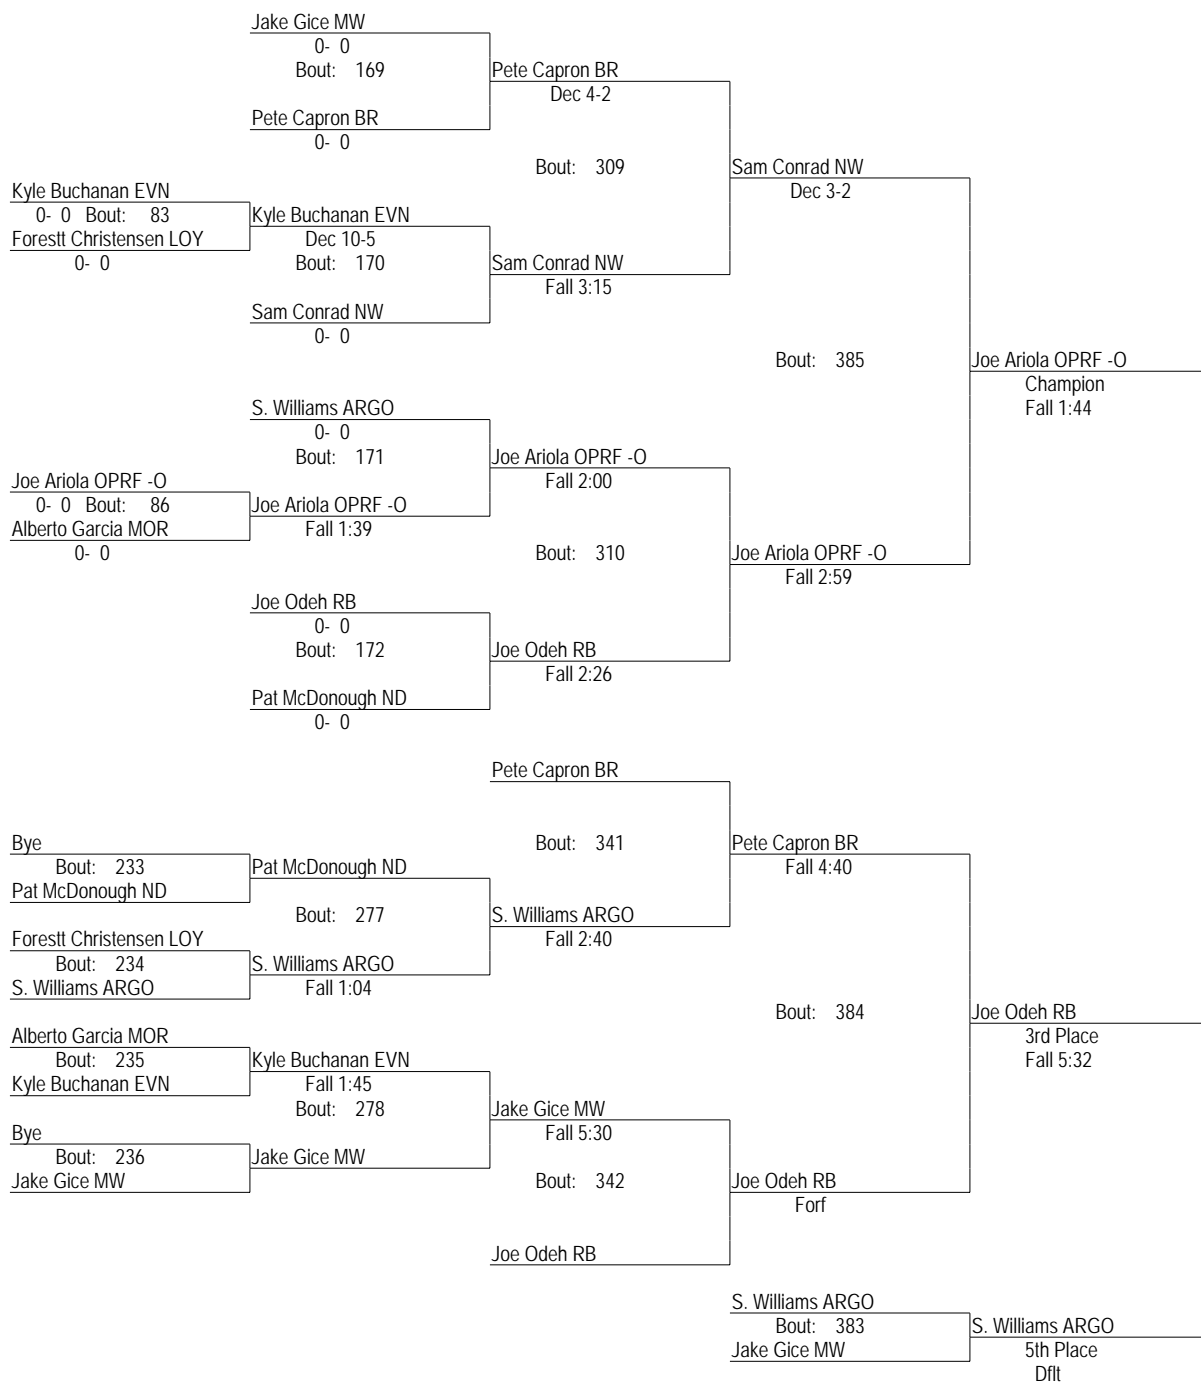 Jake Gice MW
0- 0
Bout: 169
Pete Capron BR
Dec 4-2
Pete Capron BR
0- 0
Bout: 309
Sam Conrad NW
Dec 3-2
Kyle Buchanan EVN
0- 0 Bout: 83
Kyle Buchanan EVN
Forestt Christensen LOY
Dec 10-5
0- 0
Bout: 170
Sam Conrad NW
Fall 3:15
Sam Conrad NW
0- 0
Bout: 385
Joe Ariola OPRF -O
Champion
Fall 1:44
S. Williams ARGO
0- 0
Bout: 171
Joe Ariola OPRF -O
Fall 2:00
Joe Ariola OPRF -O
0- 0 Bout: 86
Joe Ariola OPRF -O
Alberto Garcia MOR
Fall 1:39
0- 0
Bout: 310
Joe Ariola OPRF -O
Fall 2:59
Joe Odeh RB
0- 0
Bout: 172
Joe Odeh RB
Fall 2:26
Pat McDonough ND
0- 0
Pete Capron BR
Bye
Bout: 341
Pete Capron BR
Bout: 233
Pat McDonough ND
Fall 4:40
Pat McDonough ND
Bout: 277
S. Williams ARGO
Forestt Christensen LOY
Fall 2:40
Bout: 234
S. Williams ARGO
S. Williams ARGO
Fall 1:04
Bout: 384
Joe Odeh RB
3rd Place
Fall 5:32
Alberto Garcia MOR
Bout: 235
Kyle Buchanan EVN
Kyle Buchanan EVN
Fall 1:45
Bout: 278
Jake Gice MW
Bye
Fall 5:30
Bout: 236
Jake Gice MW
Jake Gice MW
Bout: 342
Joe Odeh RB
Forf
Joe Odeh RB
S. Williams ARGO
Bout: 383
S. Williams ARGO
Jake Gice MW
5th Place
Dflt